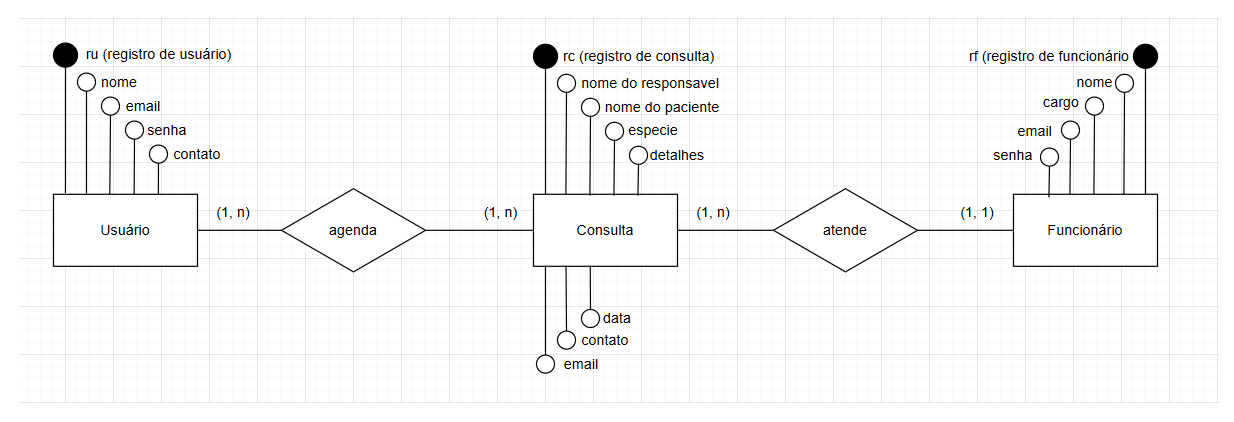 ru (registro de usuário)
nome
email
senha
contato
Usuário
(1, n)
agenda
(1, n)
rc (registro de consulta)
nome do responsavel
nome do paciente
especie
detalhes
Consulta
data
contato
email
(1, n)
atende
(1, 1)
rf (registro de funcionário
nome
cargo
email
senha
Funcionário